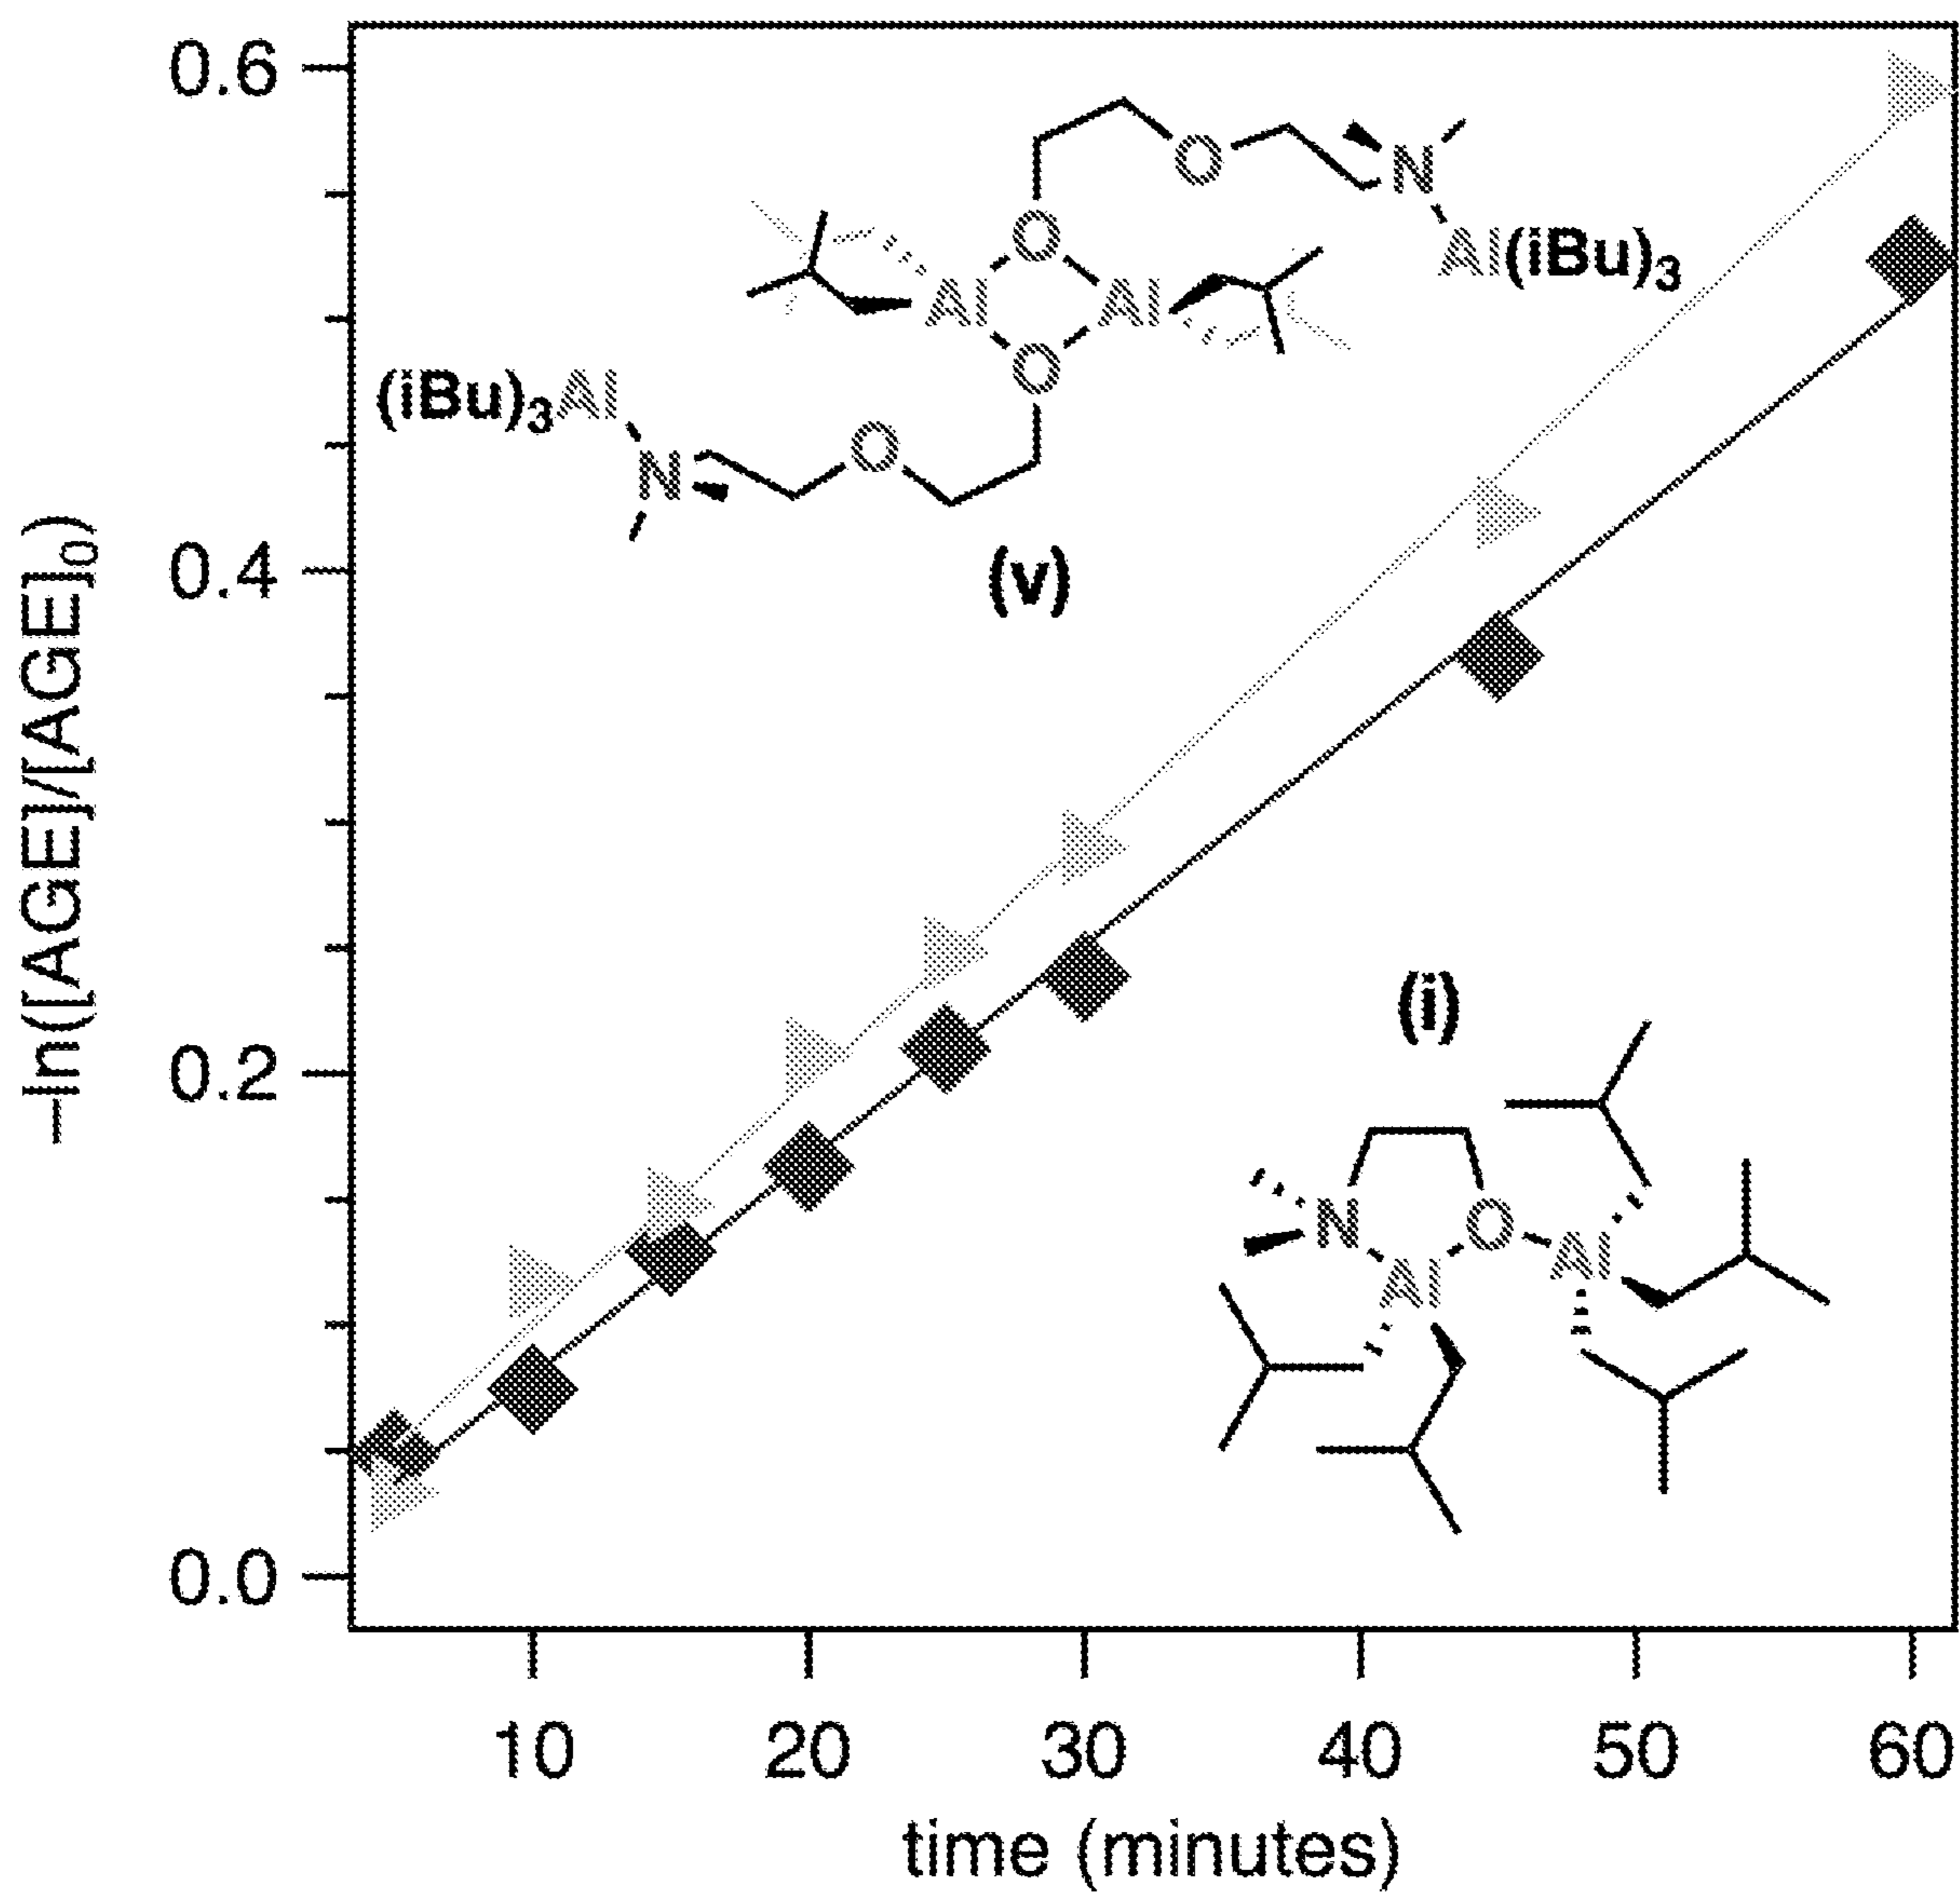 0.6
0.4
0.2
0.0
–ln([AGE]/[AGE]₀)
O
N
Al(iBu)₃
O
Al
Al
O
(iBu)₃Al
O
N
(v)
(i)
N
O
Al
Al
10
20
30
40
50
60
time (minutes)